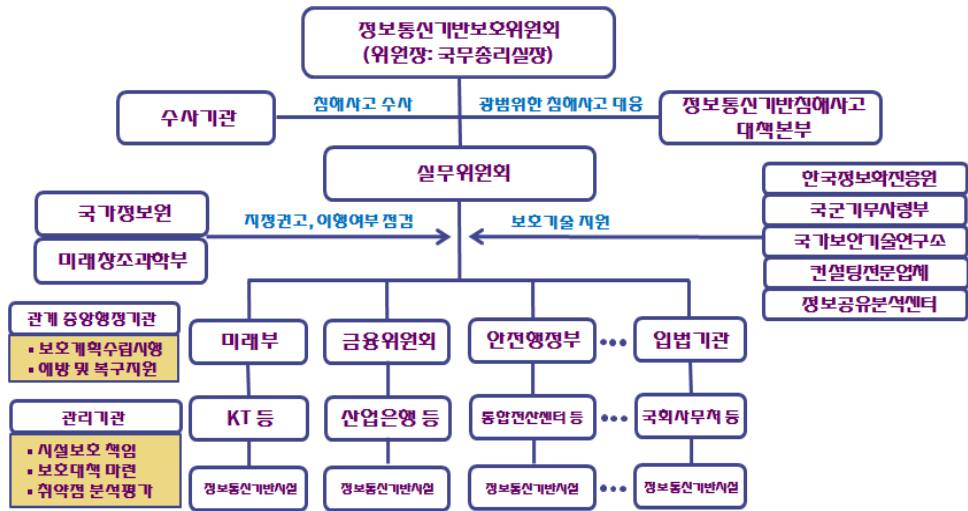 정보통신기반보호위원회
(위원장: 국무총리실장)
침해사고 수사
광범위한 침해사고 대응
수사기관
정보통신기반침해사고
대책본부
실무위원회
한국정보화진흥원
국가정보원
지정권고, 이행여부 점검
보호기술 지원
국군기무사령부
미래창조과학부
국가보안기술연구소
컨설팅전문업체
정보공유분석센터
관계 중앙행정기관
▪ 보호계획수립시행
▪ 예방 및 복구지원
미래부
금융위원회
안전행정부
입법기관
관리기관
▪ 시설보호 책임
▪ 보호대책 마련
▪ 취약점 분석평가
KT 등
산업은행 등
통합전산센터 등
국회사무처 등
정보통신기반시설
정보통신기반시설
정보통신기반시설
정보통신기반시설